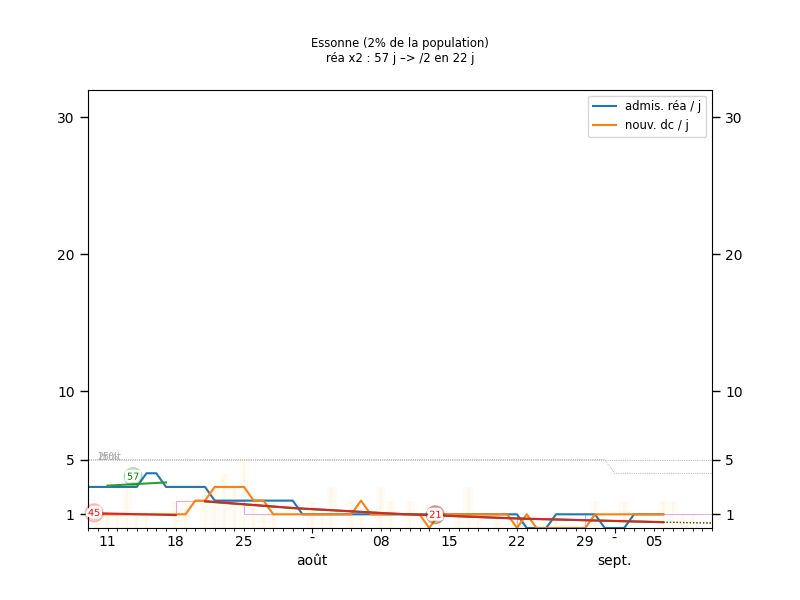 Essonne (2% de la population)
réa x2 : 57 j –> /2 en 22 j
admis. réa / j
nouv. dc / j
30 30
20 20
10 10
5 5
1 1
57
45
21
11 18 25 - 08 15 22 29 - 05
août sept.